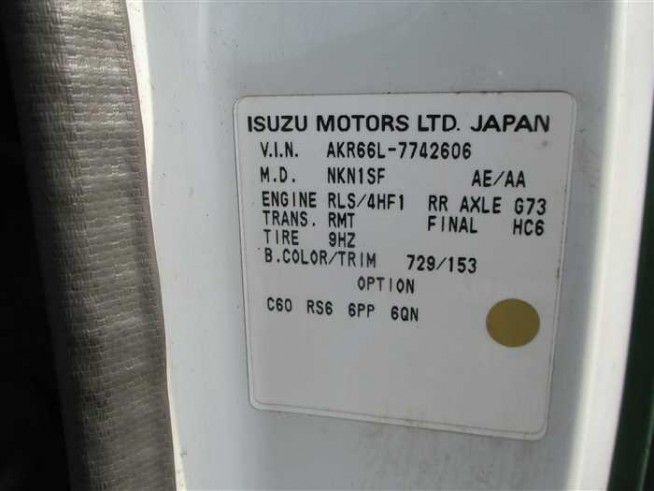 ISUZU MOTORS LTD. JAPAN
V.I.N. AKR66L-7742606
M.D. NKN1SF AE/AA
ENGINE RLS/4HF1 RR AXLE G73
TRANS. RMT FINAL HC6
TIRE 9HZ
B.COLOR/TRIM 729/153
OPTION
C60 RS6 6PP 6QN